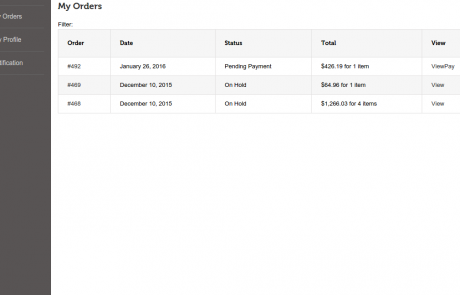 My Orders
Filter:
Orders
Profile
Order Date Status Total View
#492 January 26, 2016 Pending Payment $426.19 for 1 item ViewPay
#469 December 10, 2015 On Hold $64.96 for 1 item View
#468 December 10, 2015 On Hold $1,266.03 for 4 items View